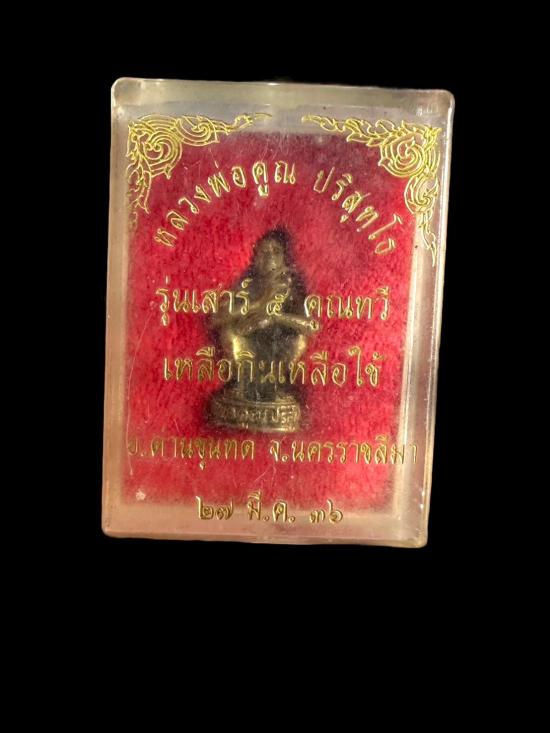 หลวงพ่อคูณ ปริสุทฺโธ
รุ่นเสาร์ ๕ คูณทวี
เหลือกินเหลือใช้
อ.ด่านขุนทด จ.นครราชสีมา
๒๗ มี.ค. ๓๖